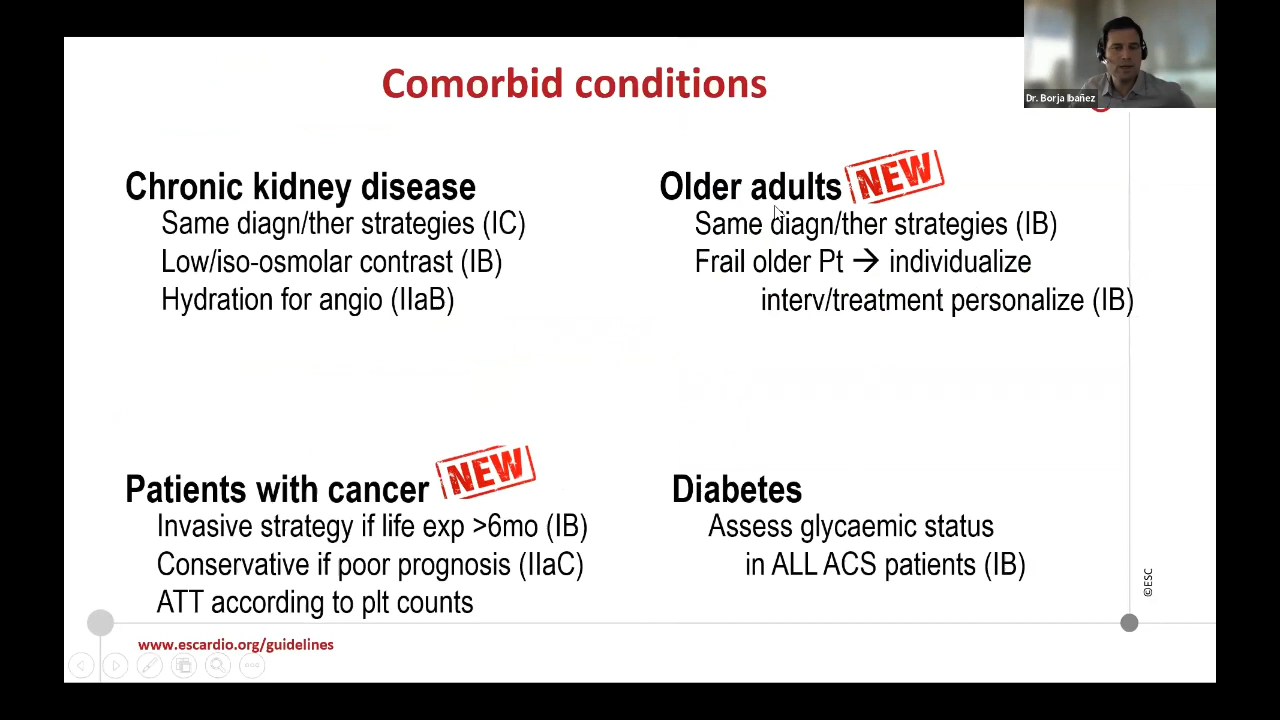 Comorbid conditions
Dr. Borja Ibañez
Chronic kidney disease
Same diagn/ther strategies (IC)
Low/iso-osmolar contrast (IB)
Hydration for angio (IIaB)
Older adults NEW
Same diagn/ther strategies (IB)
Frail older Pt → individualize
interv/treatment personalize (IB)
Patients with cancer NEW
Invasive strategy if life exp >6mo (IB)
Conservative if poor prognosis (IIaC)
ATT according to plt counts
Diabetes
Assess glycaemic status
in ALL ACS patients (IB)
©ESC
www.escardio.org/guidelines